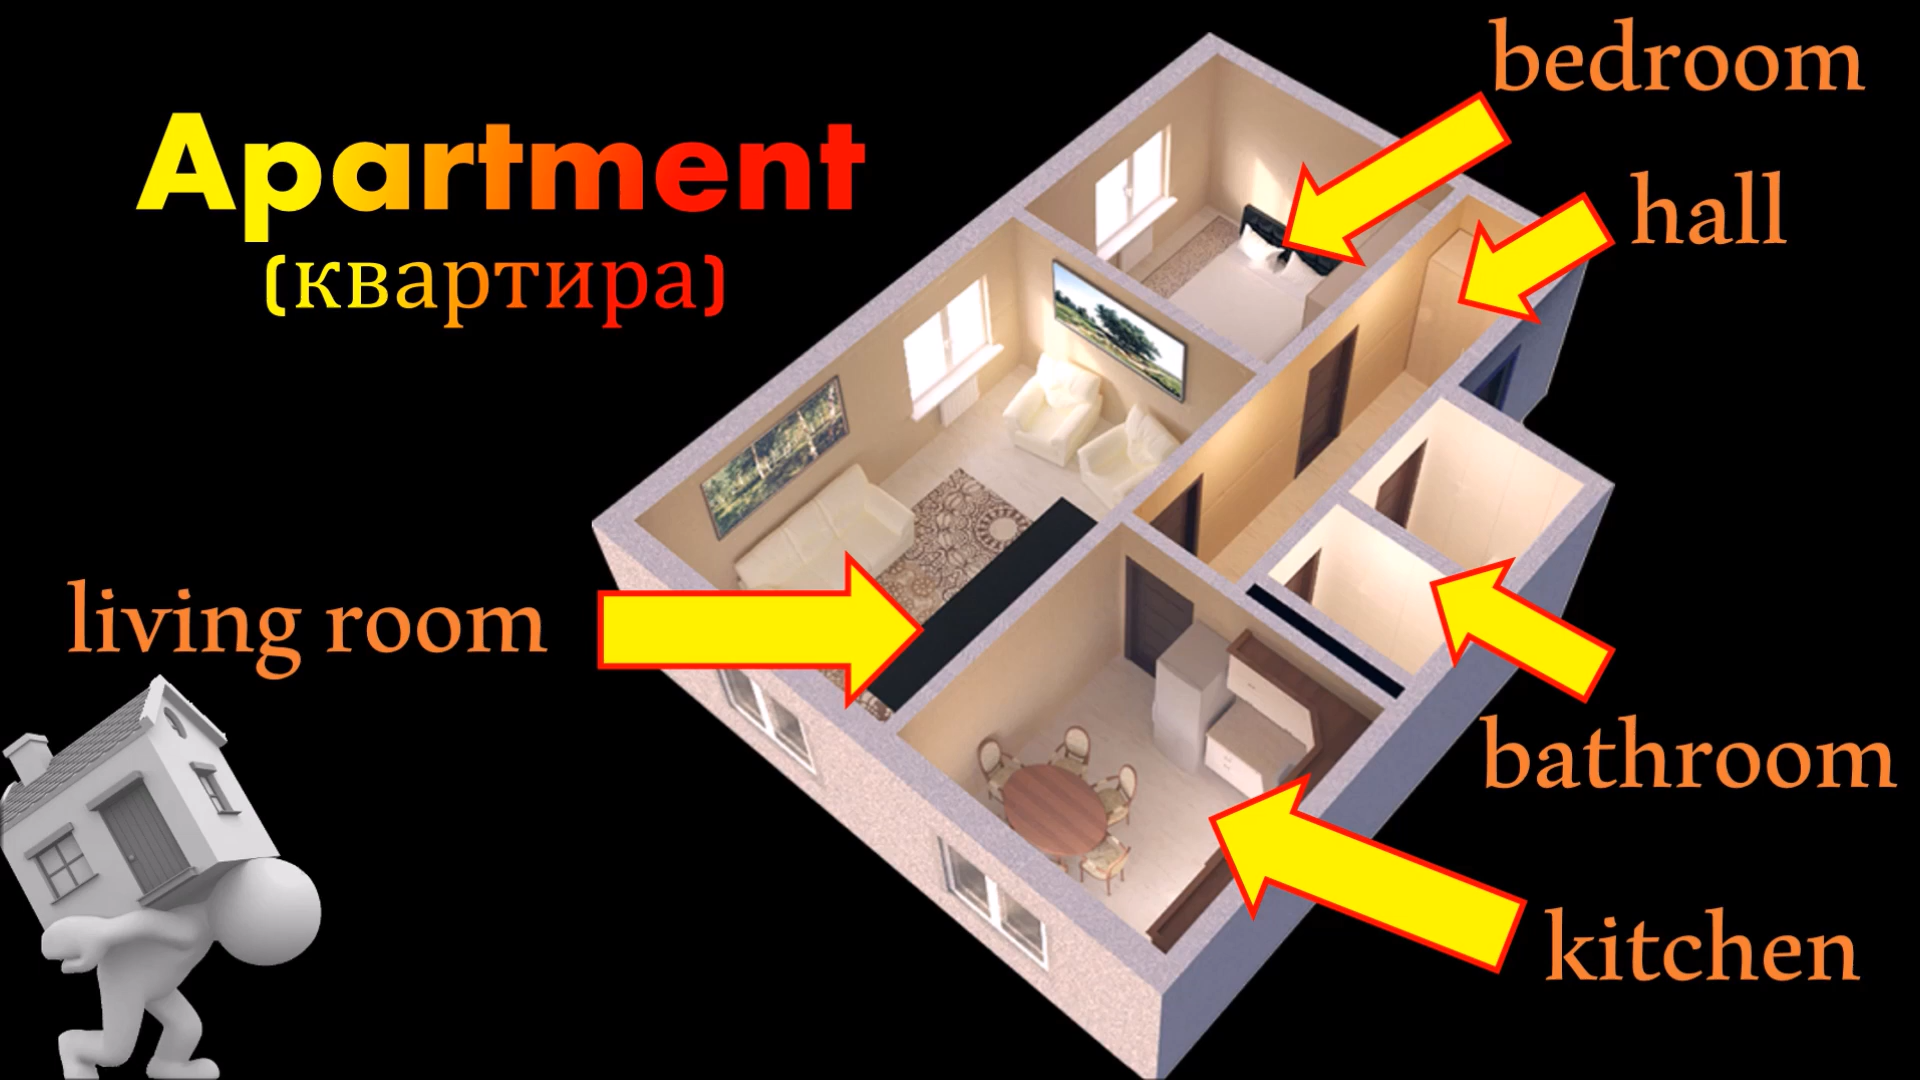 Apartment
(квартира)
bedroom
hall
living room
bathroom
kitchen